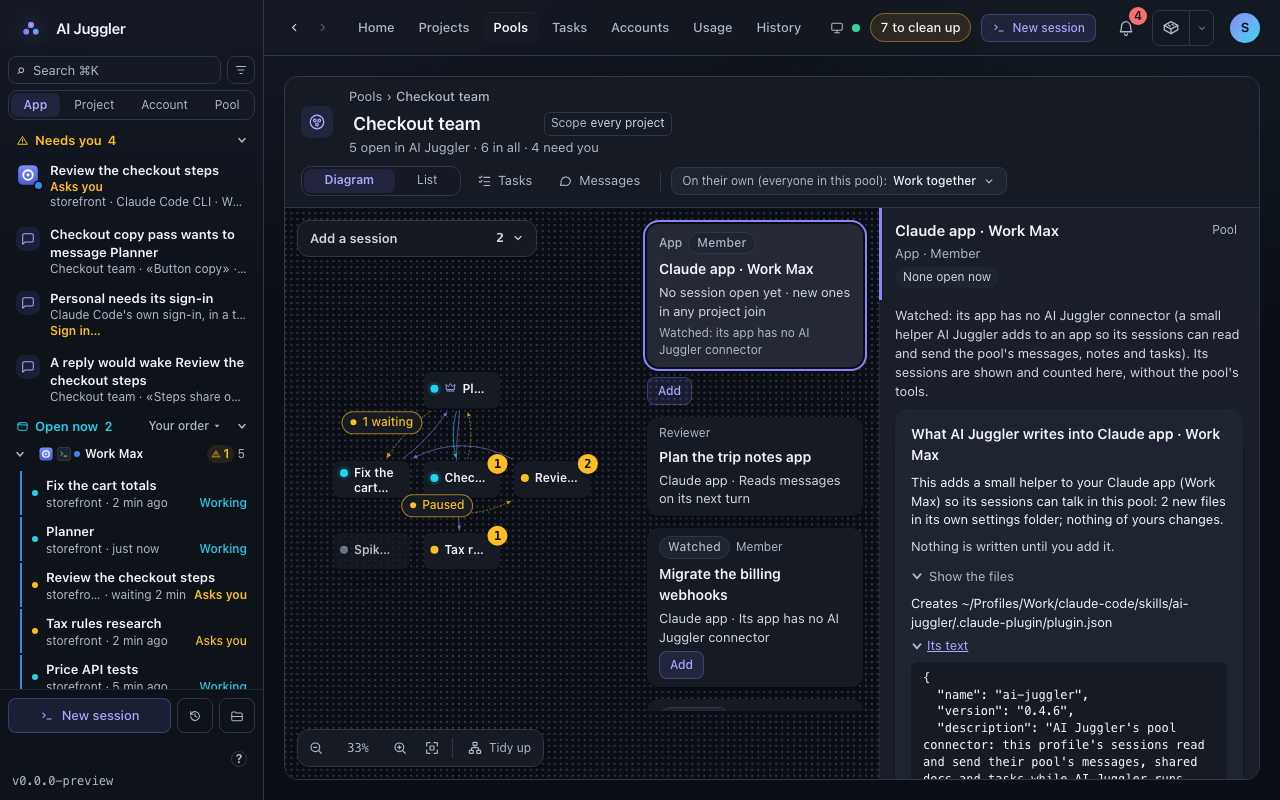 AI Juggler
Search ⌘K
App Project Account Pool
Needs you 4
Review the checkout steps
Asks you
storefront · Claude Code CLI · W...
Checkout copy pass wants to
message Planner
Checkout team · «Button copy» ·...
Personal needs its sign-in
Claude Code's own sign-in, in a t...
Sign in...
A reply would wake Review the
checkout steps
Checkout team · «Steps share o...
Open now 2 Your order
Work Max 1 5
Fix the cart totals
storefront · 2 min ago Working
Planner
storefront · just now Working
Review the checkout steps
storefro... · waiting 2 min Asks you
Tax rules research
storefront · 2 min ago Asks you
Price API tests
storefront · 5 min ago Working
New session
?
v0.0.0-preview
Home Projects Pools Tasks Accounts Usage History
7 to clean up
New session
4
S
Pools › Checkout team
Checkout team
Scope every project
5 open in AI Juggler · 6 in all · 4 need you
Diagram List Tasks Messages
On their own (everyone in this pool): Work together
Add a session 2
Pl...
1 waiting
Fix the
cart...
Chec... 1
Revie... 2
Paused
Spik...
Tax r... 1
33% Tidy up
App Member
Claude app · Work Max
No session open yet · new ones
in any project join
Watched: its app has no AI
Juggler connector
Add
Reviewer
Plan the trip notes app
Claude app · Reads messages
on its next turn
Watched Member
Migrate the billing
webhooks
Claude app · Its app has no AI
Juggler connector
Add
Claude app · Work Max Pool
App · Member
None open now
Watched: its app has no AI Juggler connector (a small
helper AI Juggler adds to an app so its sessions can read
and send the pool's messages, notes and tasks). Its
sessions are shown and counted here, without the pool's
tools.
What AI Juggler writes into Claude app · Work
Max
This adds a small helper to your Claude app (Work
Max) so its sessions can talk in this pool: 2 new files
in its own settings folder; nothing of yours changes.
Nothing is written until you add it.
Show the files
Creates ~/Profiles/Work/claude-code/skills/ai-
juggler/.claude-plugin/plugin.json
Its text
{
"name": "ai-juggler",
"version": "0.4.6",
"description": "AI Juggler's pool
connector: this profile's sessions read
and send their pool's messages, shared
docs and tasks while AI Juggler runs